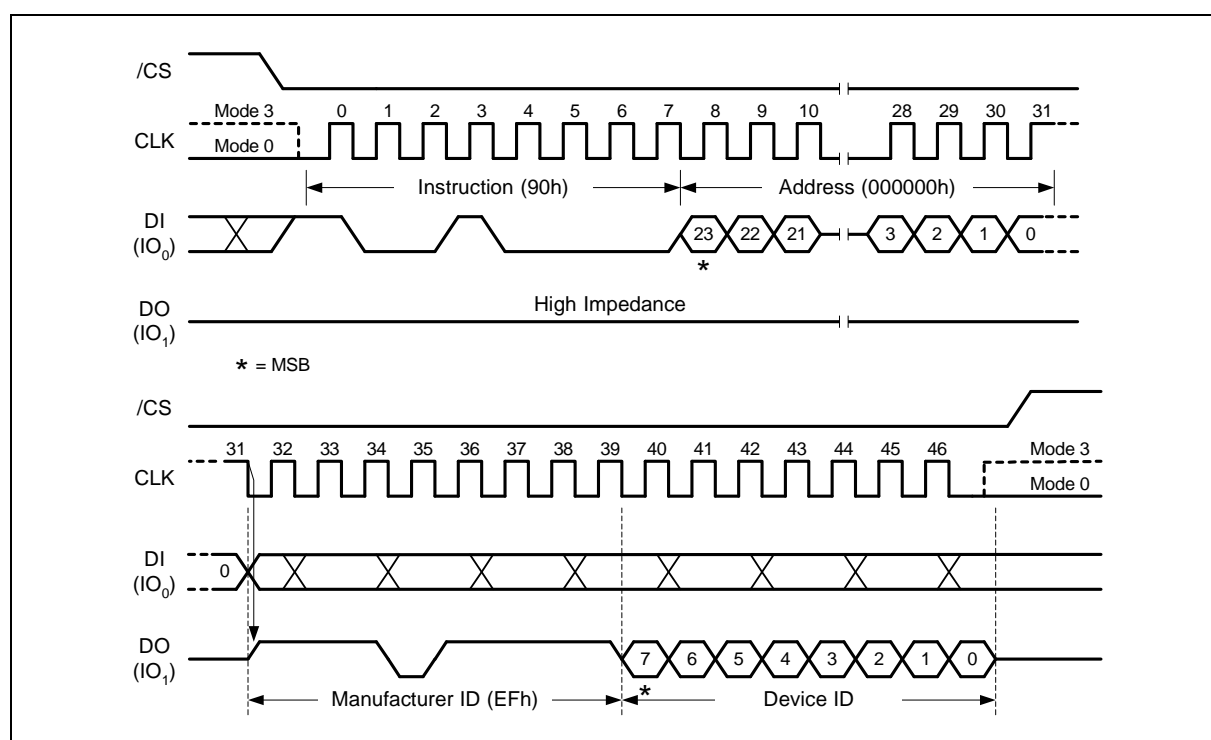 /CS
Mode 3 0 1 2 3 4 5 6 7 8 9 10 28 29 30 31
CLK
Mode 0
Instruction (90h) Address (000000h)
DI
(IO0)
23 22 21 3 2 1 0
*
DO
(IO1)
High Impedance
* = MSB
/CS
31 32 33 34 35 36 37 38 39 40 41 42 43 44 45 46 Mode 3
CLK
Mode 0
DI
(IO0)
0
DO
(IO1)
7 6 5 4 3 2 1 0
*
Manufacturer ID (EFh) Device ID